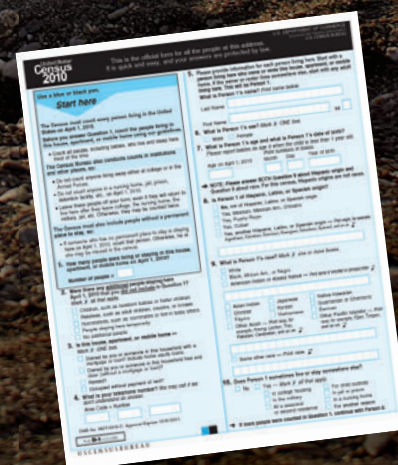 U.S. DEPARTMENT OF COMMERCE
United States
Census
2010
This is the official form for all the people at this address.
It is quick and easy, and your answers are protected by law.
Use a blue or black pen.
Start here
The Census must count every person living in the United
States on April 1, 2010.
Before you answer Question 1, count the people living in
this house, apartment, or mobile home using our guidelines.
• Count all people, including babies, who live and sleep here
most of the time.
The Census Bureau also conducts counts in institutions
and other places, so:
• Do not count anyone living away either at college or in the
Armed Forces.
• Do not count anyone in a nursing home, jail, prison,
detention facility, etc., on April 1, 2010.
• Leave these people off your form, even if they will return to
live here after they leave college, the nursing home, the
military, jail, etc. Otherwise, they may be counted twice.
The Census must also include people without a permanent
place to stay, so:
• If someone who has no permanent place to stay is staying
here on April 1, 2010, count that person. Otherwise, he or
she may be missed in the census.
1. How many people were living or staying in this house,
apartment, or mobile home on April 1, 2010?
Number of people =
2. Were there any additional people staying here
April 1, 2010 that you did not include in Question 1?
Mark all that apply.
Children, such as newborn babies or foster children
Relatives, such as adult children, cousins, or in-laws
Nonrelatives, such as roommates or live-in baby sitters
People staying here temporarily
No additional people
3. Is this house, apartment, or mobile home —
Mark ONE box.
Owned by you or someone in this household with a
mortgage or loan? Include home equity loans.
Owned by you or someone in this household free and
clear (without a mortgage or loan)?
Rented?
Occupied without payment of rent?
4. What is your telephone number? We may call if we
don't understand an answer.
Area Code + Number
USCENSUSBUREAU
5. Please provide information for each person living here. Start with a
person living here who owns or rents this house, apartment, or mobile
home. If the owner or renter lives somewhere else, start with any adult
living here. This will be Person 1.
What is Person 1's name? Print name below.
Last Name
First Name
MI
6. What is Person 1's sex? Mark ONE box.
Male
Female
7. What is Person 1's age and what is Person 1's date of birth?
Please report babies as age 0 when the child is less than 1 year old.
Print numbers in boxes.
Age on April 1, 2010
Month
Day
Year of birth
→ NOTE: Please answer BOTH Question 8 about Hispanic origin and
Question 9 about race. For this census, Hispanic origins are not races.
8. Is Person 1 of Hispanic, Latino, or Spanish origin?
No, not of Hispanic, Latino, or Spanish origin
Yes, Mexican, Mexican Am., Chicano
Yes, Puerto Rican
Yes, Cuban
Yes, another Hispanic, Latino, or Spanish origin
9. What is Person 1's race? Mark one or more boxes.
White
Black, African Am., or Negro
American Indian or Alaska Native
Asian Indian
Japanese
Native Hawaiian
Chinese
Korean
Guamanian or Chamorro
Filipino
Vietnamese
Samoan
Other Asian
Other Pacific Islander
Some other race — Print race.
10. Does Person 1 sometimes live or stay somewhere else?
No
Yes — Mark all that apply.
In college housing
For child custody
In the military
In jail or prison
At a seasonal
or second residence
In a nursing home
For another reason
→ If more people were counted in Question 1, continue with Person 2.